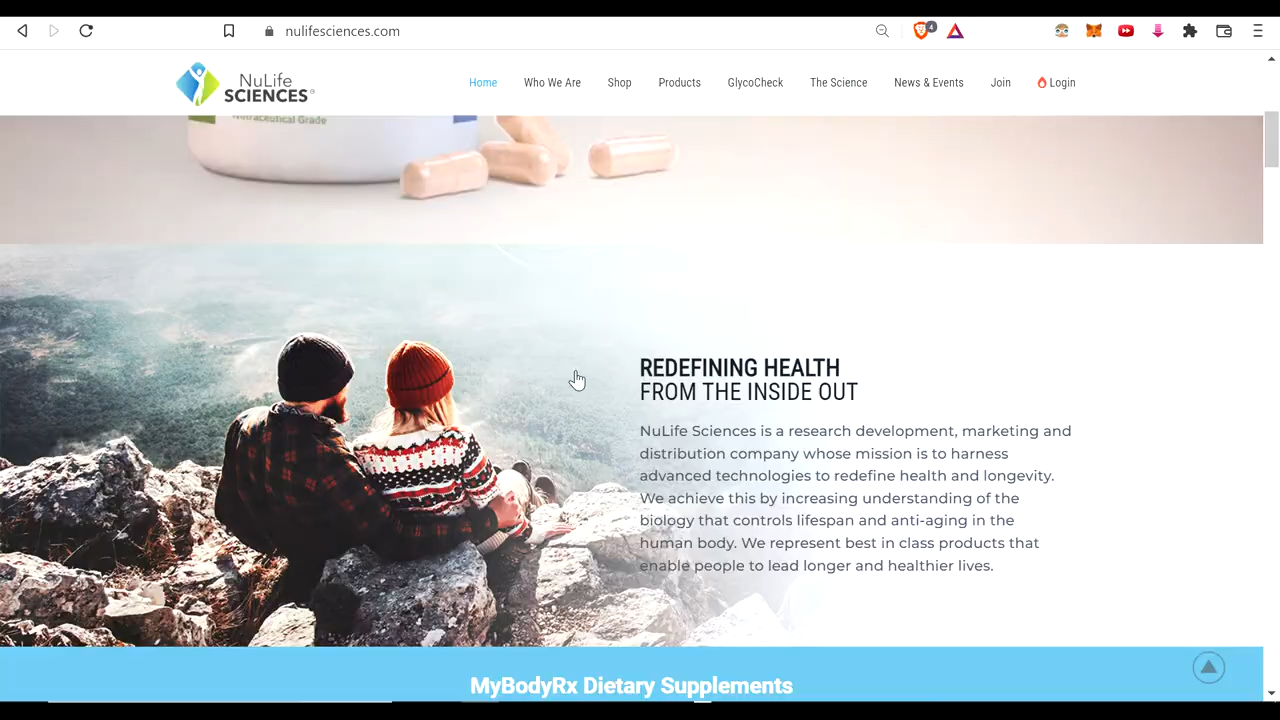 nulifesciences.com
4
NuLife
SCIENCES
Home
Who We Are
Shop
Products
GlycoCheck
The Science
News & Events
Join
Login
Nutraceutical Grade
REDEFINING HEALTH
FROM THE INSIDE OUT
NuLife Sciences is a research development, marketing and
distribution company whose mission is to harness
advanced technologies to redefine health and longevity.
We achieve this by increasing understanding of the
biology that controls lifespan and anti-aging in the
human body. We represent best in class products that
enable people to lead longer and healthier lives.
MyBodyRx Dietary Supplements